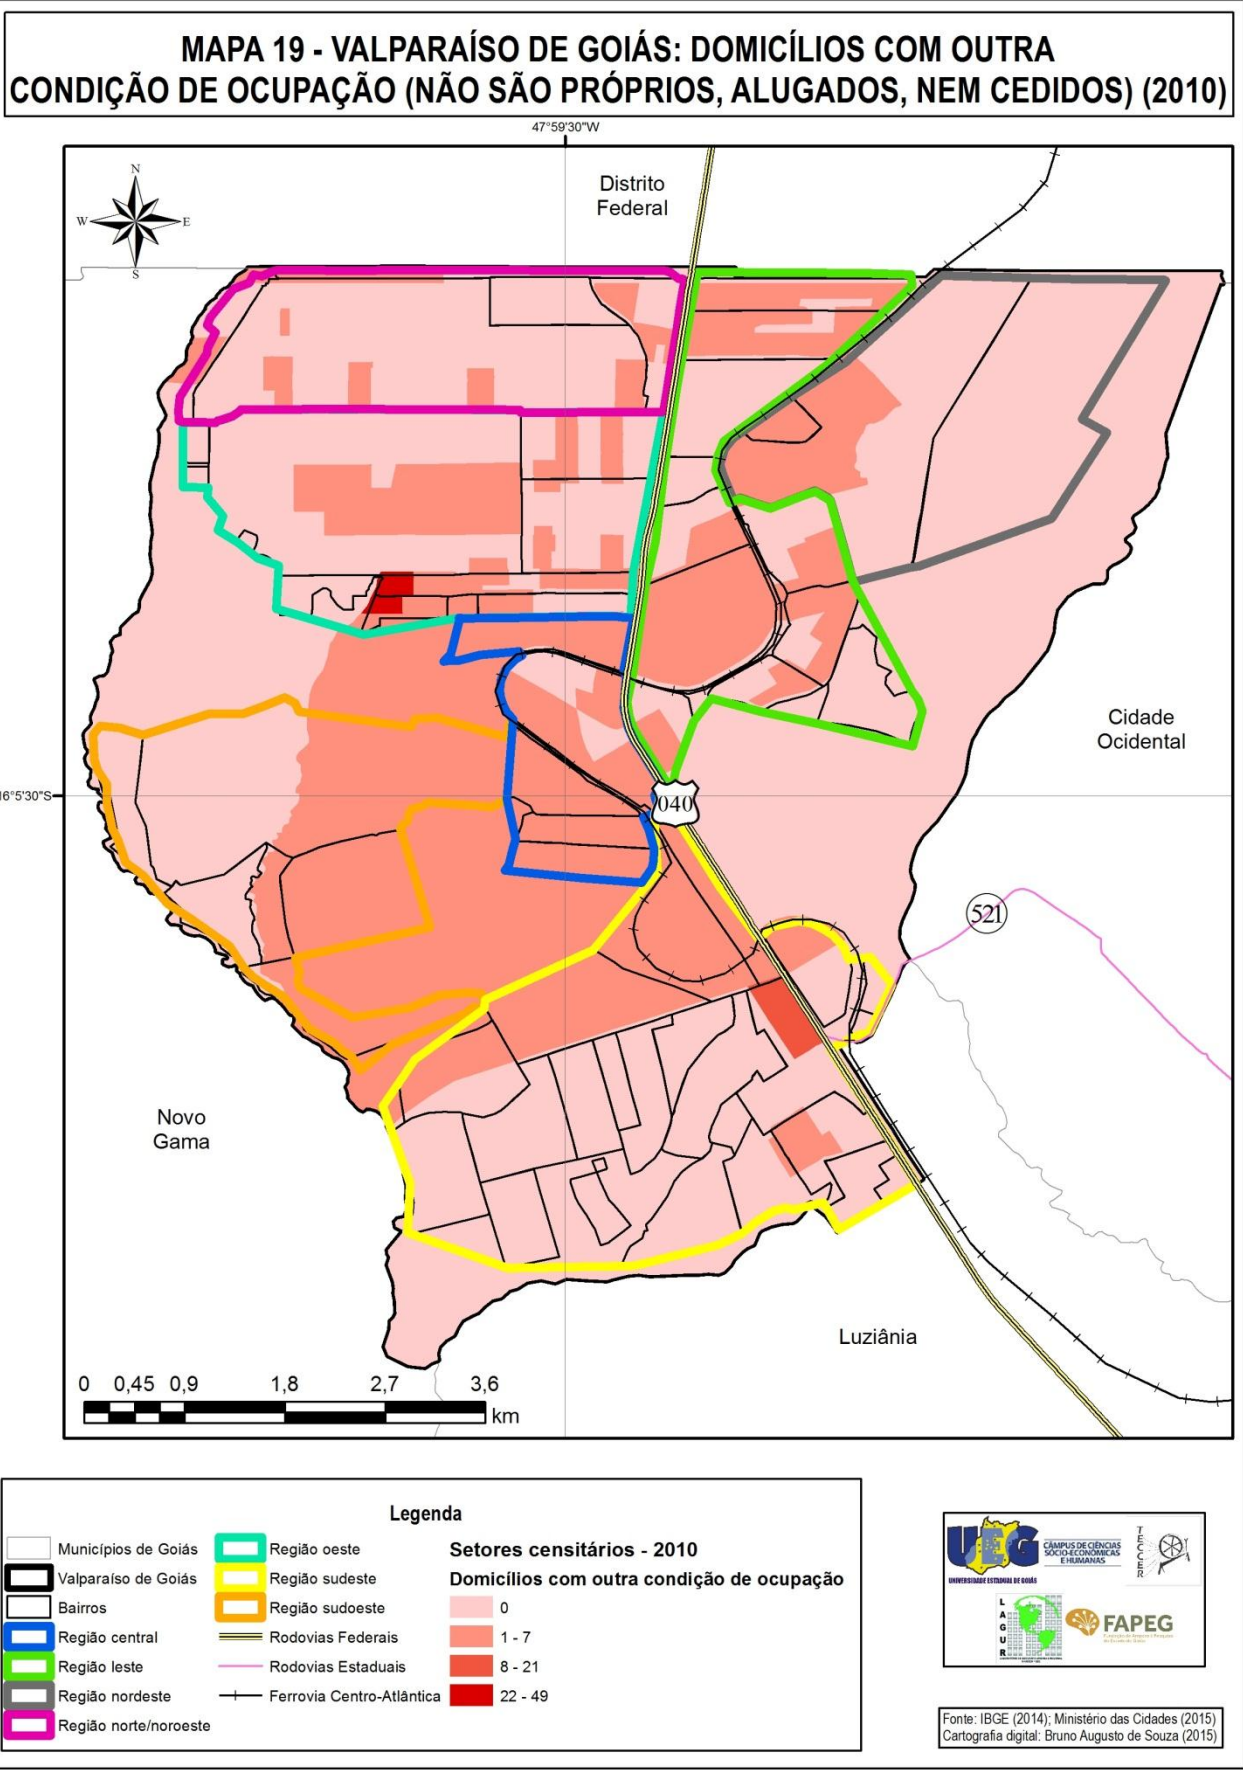 MAPA 19 - VALPARAÍSO DE GOIÁS: DOMICÍLIOS COM OUTRA
CONDIÇÃO DE OCUPAÇÃO (NÃO SÃO PRÓPRIOS, ALUGADOS, NEM CEDIDOS) (2010)
47°59'30"W
N
W
E
S
Distrito
Federal
Cidade
Ocidental
16°5'30"S
040
521
Novo
Gama
Luziânia
0 0,45 0,9 1,8 2,7 3,6
km
Legenda
Municípios de Goiás
Valparaíso de Goiás
Bairros
Região central
Região leste
Região nordeste
Região norte/noroeste
Região oeste
Região sudeste
Região sudoeste
Rodovias Federais
Rodovias Estaduais
Ferrovia Centro-Atlântica
Setores censitários - 2010
Domicílios com outra condição de ocupação
0
1 - 7
8 - 21
22 - 49
UEG
UNIVERSIDADE ESTADUAL DE GOIÁS
CÂMPUS DE CIÊNCIAS
SÓCIO-ECONÔMICAS
E HUMANAS
TECCER
LAGUR
FAPEG
Fonte: IBGE (2014); Ministério das Cidades (2015)
Cartografia digital: Bruno Augusto de Souza (2015)